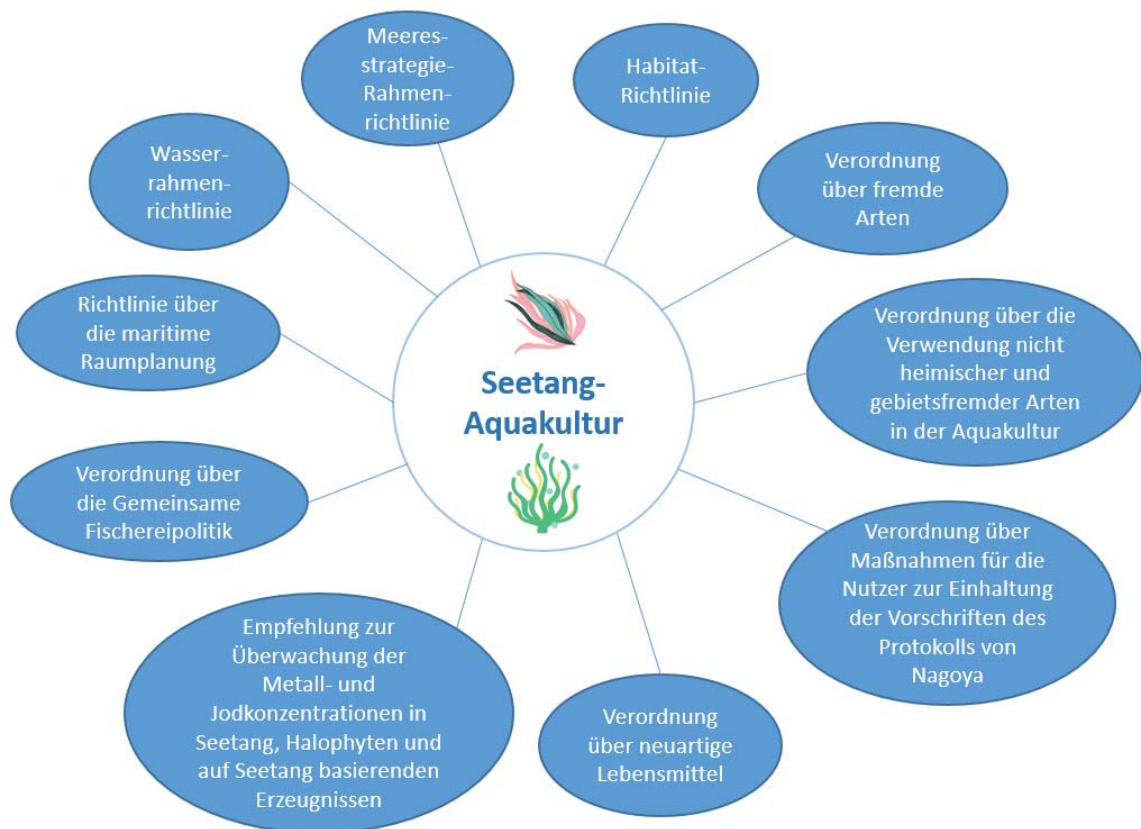 Meeres-
strategie-
Rahmen-
richtlinie
Habitat-
Richtlinie
Wasser-
rahmen-
richtlinie
Verordnung
über fremde
Arten
Richtlinie über
die maritime
Raumplanung
Verordnung über die
Verwendung nicht
heimischer und
gebietsfremder Arten
in der Aquakultur
Seetang-
Aquakultur
Verordnung über
die Gemeinsame
Fischereipolitik
Verordnung über
Maßnahmen für die
Nutzer zur Einhaltung
der Vorschriften des
Protokolls von
Nagoya
Empfehlung zur
Überwachung der
Metall- und
Jodkonzentrationen in
Seetang, Halophyten und
auf Seetang basierenden
Erzeugnissen
Verordnung
über neuartige
Lebensmittel